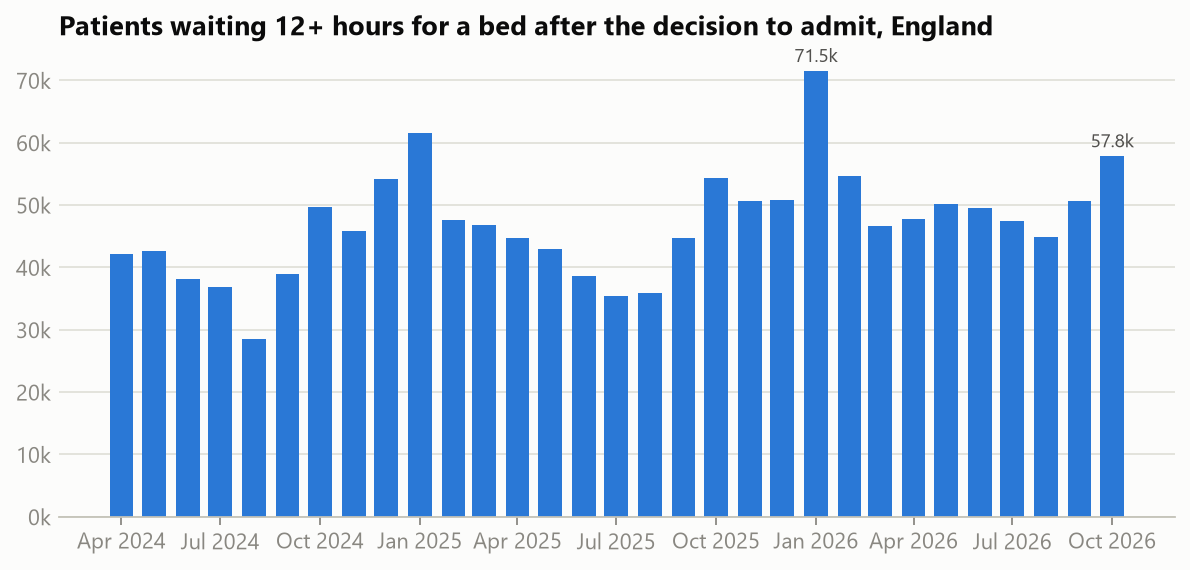 Patients waiting 12+ hours for a bed after the decision to admit, England
71.5k
57.8k
70k
60k
50k
40k
30k
20k
10k
0k
Apr 2024 Jul 2024 Oct 2024 Jan 2025 Apr 2025 Jul 2025 Oct 2025 Jan 2026 Apr 2026 Jul 2026 Oct 2026